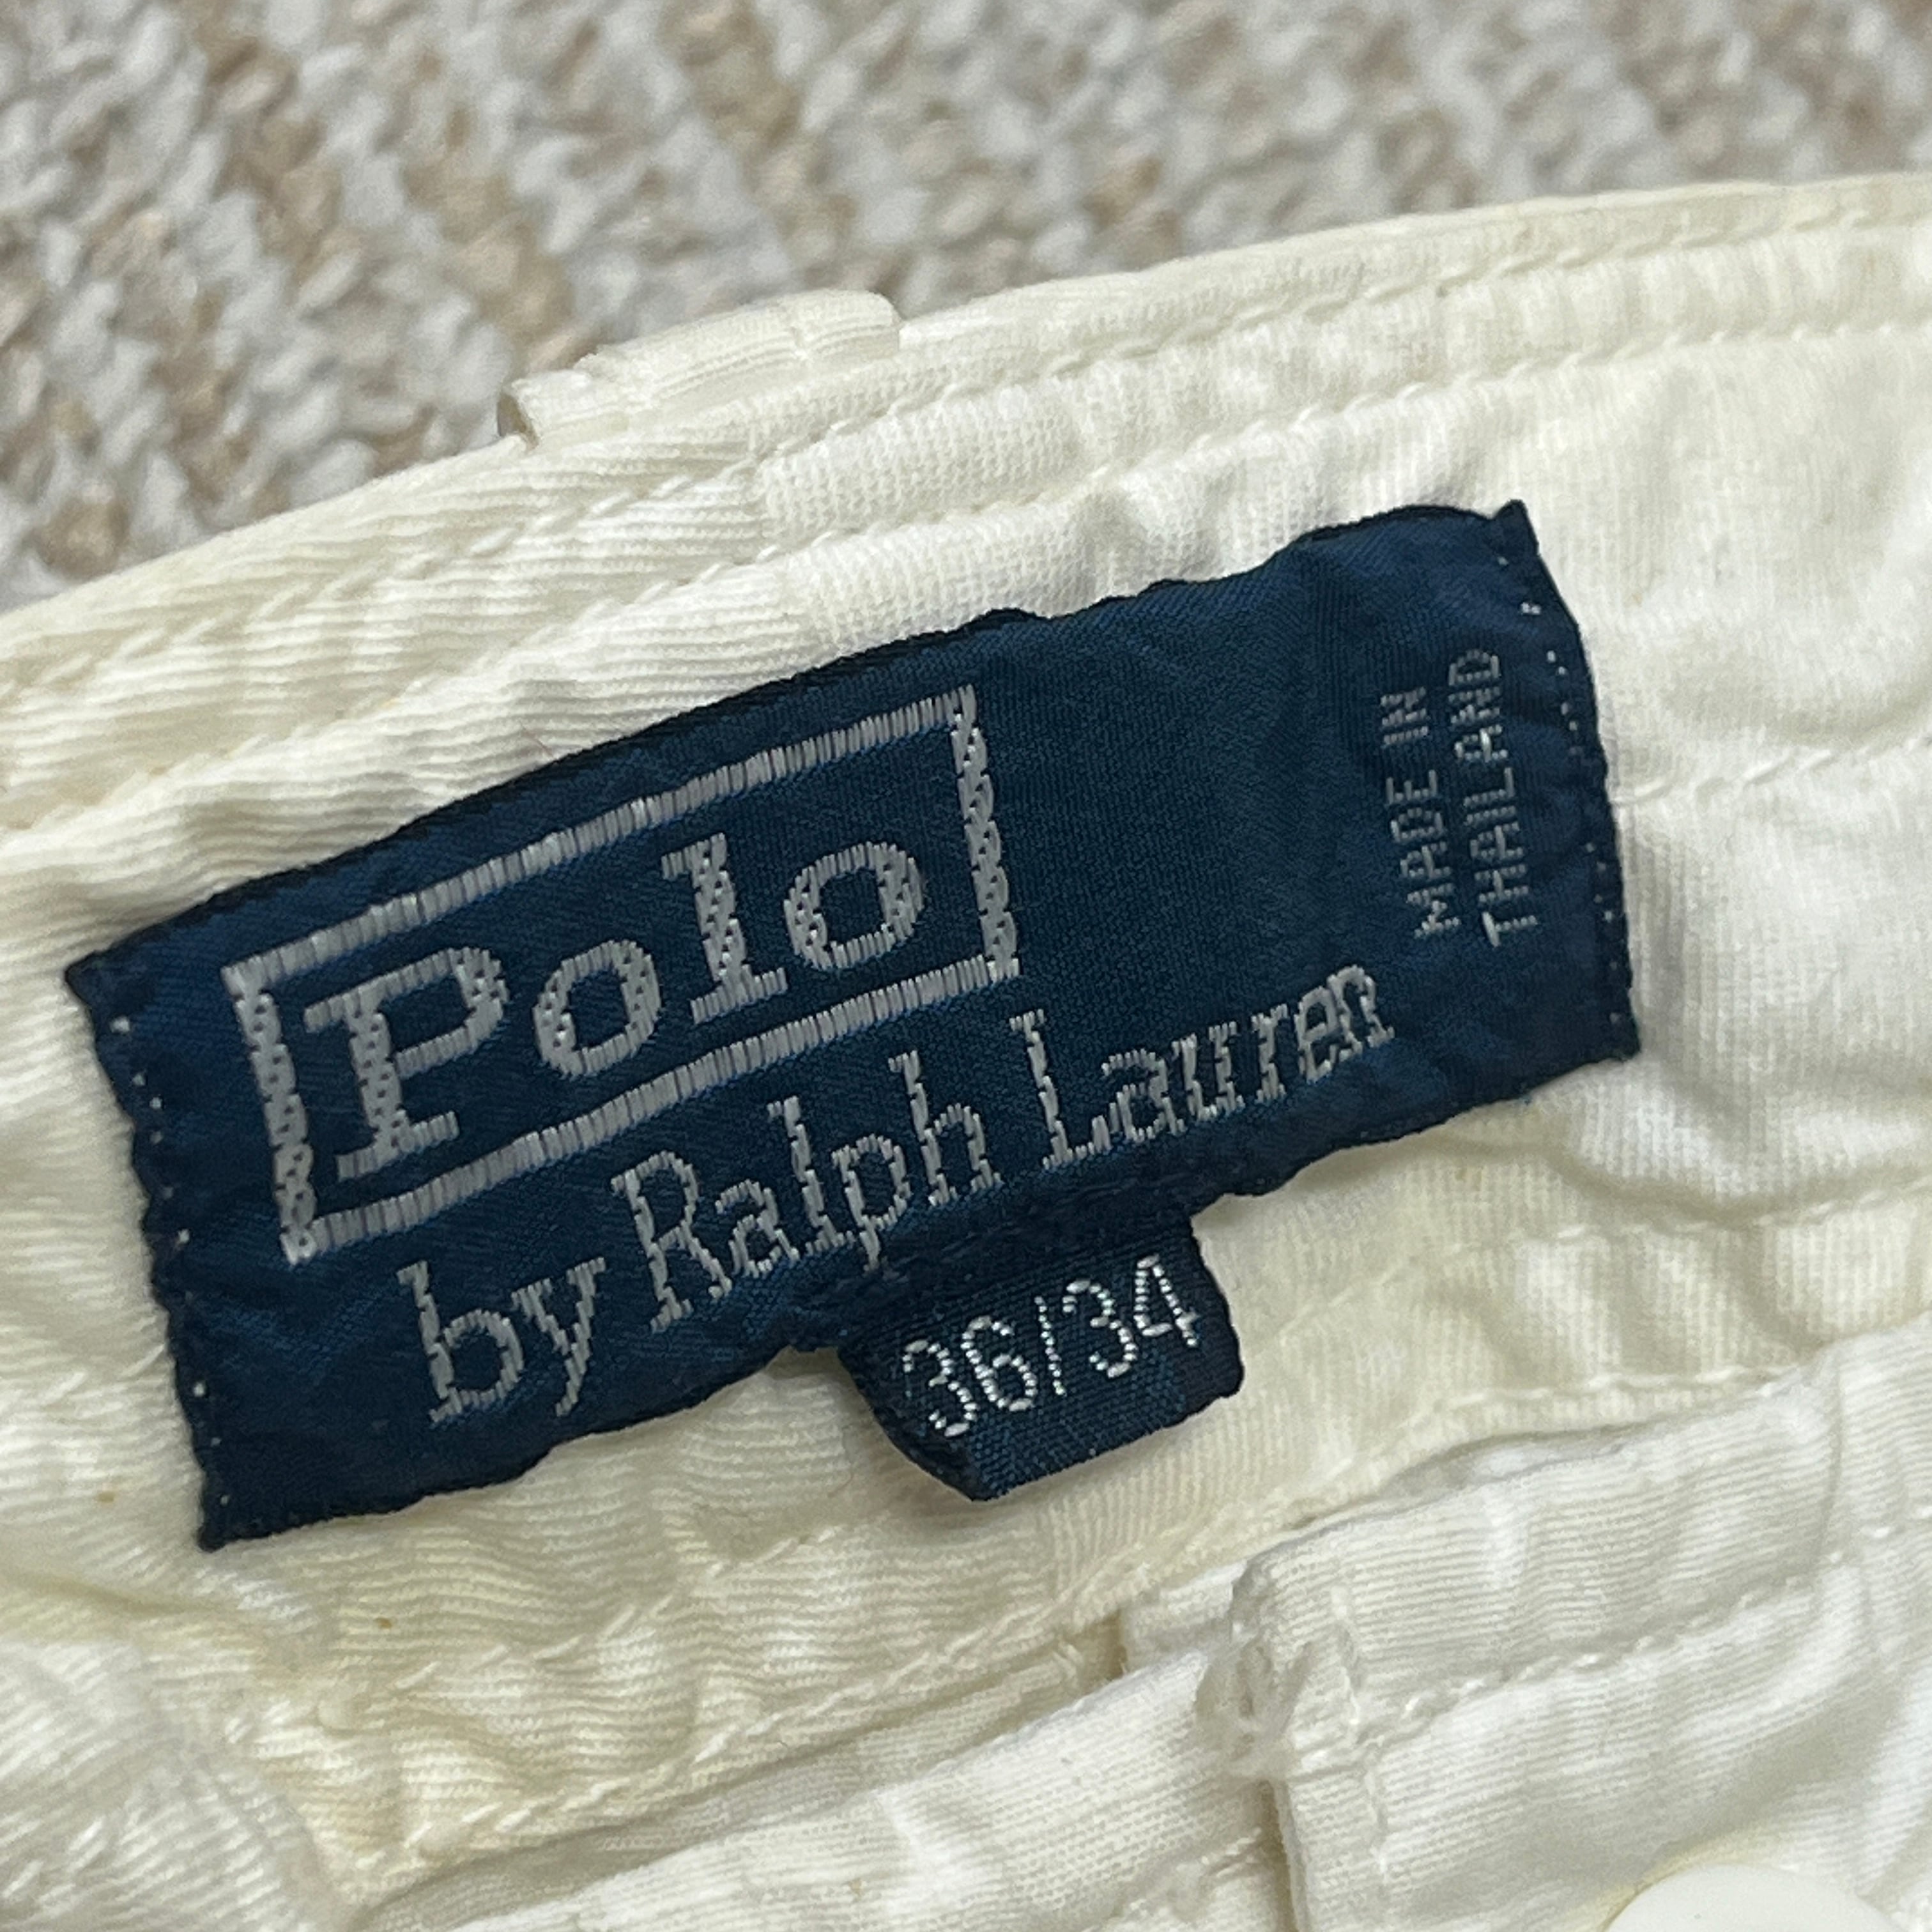 Polo
by Ralph Lauren
MADE IN
THAILAND
36/34